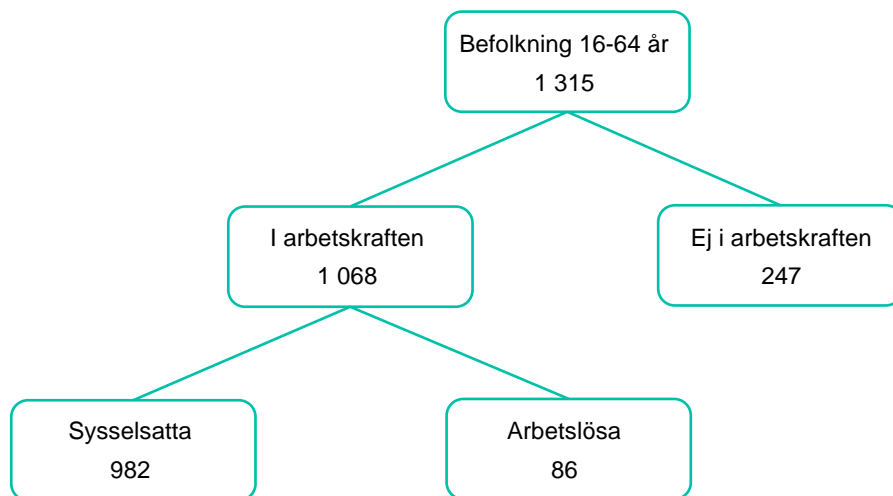 Befolkning 16-64 år
1 315
I arbetskraften
1 068
Ej i arbetskraften
247
Sysselsatta
982
Arbetslösa
86